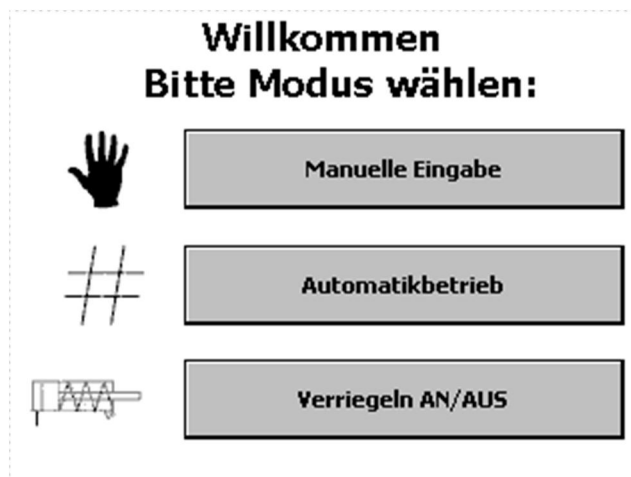 Willkommen
Bitte Modus wählen:
Manuelle Eingabe
Automatikbetrieb
Verriegeln AN/AUS